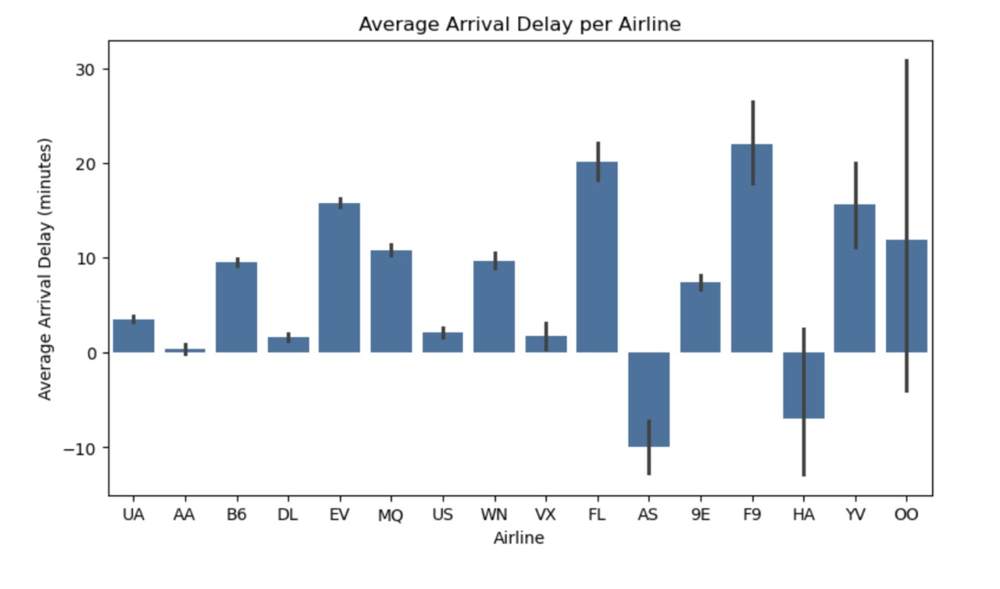 Average Arrival Delay per Airline
Average Arrival Delay (minutes)
30
20
10
0
−10
UA AA B6 DL EV MQ US WN VX FL AS 9E F9 HA YV OO
Airline